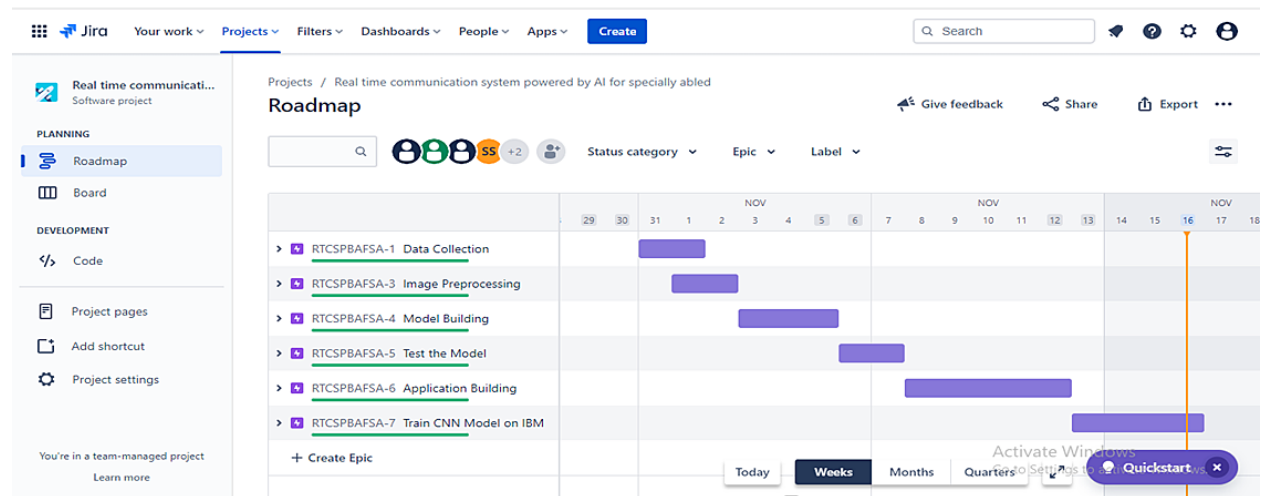 Jira Your work Projects Filters Dashboards People Apps Create Search
Real time communicati...
Software project
PLANNING
Roadmap
Board
DEVELOPMENT
Code
Project pages
Add shortcut
Project settings
You're in a team-managed project
Learn more
Projects / Real time communication system powered by AI for specially abled
Roadmap
Give feedback Share Export
SS +2 Status category Epic Label
NOV NOV NOV
29 30 31 1 2 3 4 5 6 7 8 9 10 11 12 13 14 15 16 17 18
RTCSPBAFSA-1 Data Collection
RTCSPBAFSA-3 Image Preprocessing
RTCSPBAFSA-4 Model Building
RTCSPBAFSA-5 Test the Model
RTCSPBAFSA-6 Application Building
RTCSPBAFSA-7 Train CNN Model on IBM
+ Create Epic
Activate Windows
Today Weeks Months Quarters Quickstart